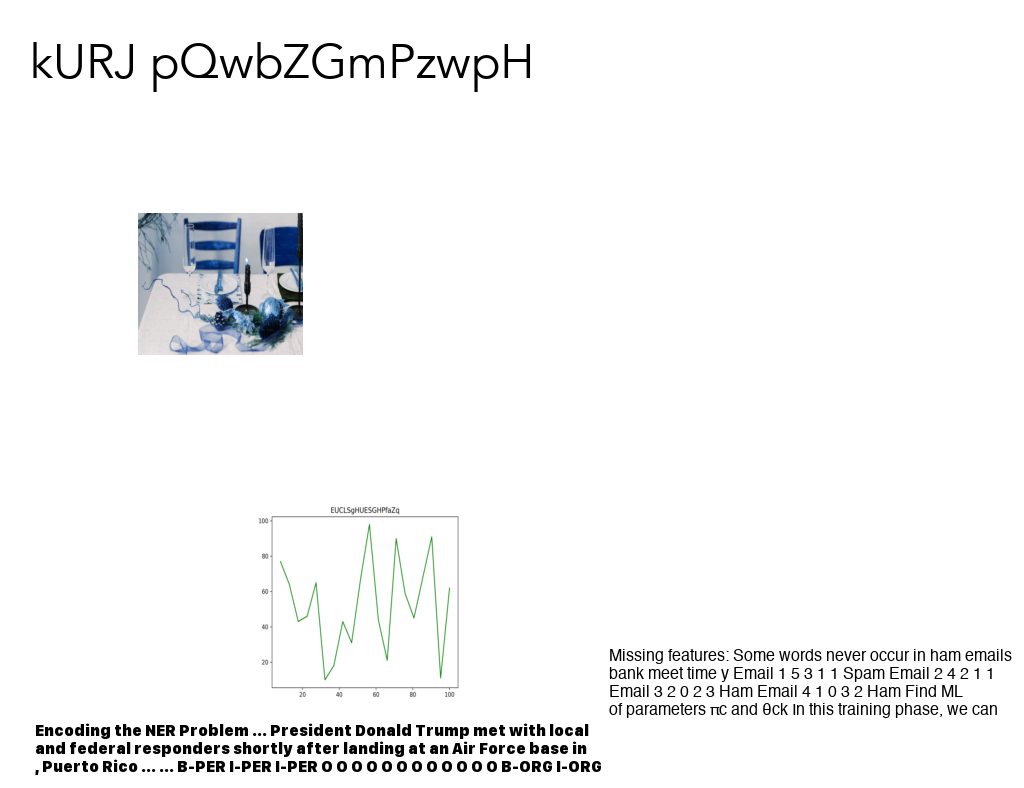 kURJ pQwbZGmPzwpH
EUCLSgHUESGHPfaZq
100
80
60
40
20
20 40 60 80 100
Missing features: Some words never occur in ham emails
bank meet time y Email 1 5 3 1 1 Spam Email 2 4 2 1 1
Email 3 2 0 2 3 Ham Email 4 1 0 3 2 Ham Find ML
of parameters πc and θck In this training phase, we can
Encoding the NER Problem ... President Donald Trump met with local
and federal responders shortly after landing at an Air Force base in
, Puerto Rico ... ... B-PER I-PER I-PER O O O O O O O O O O O O B-ORG I-ORG